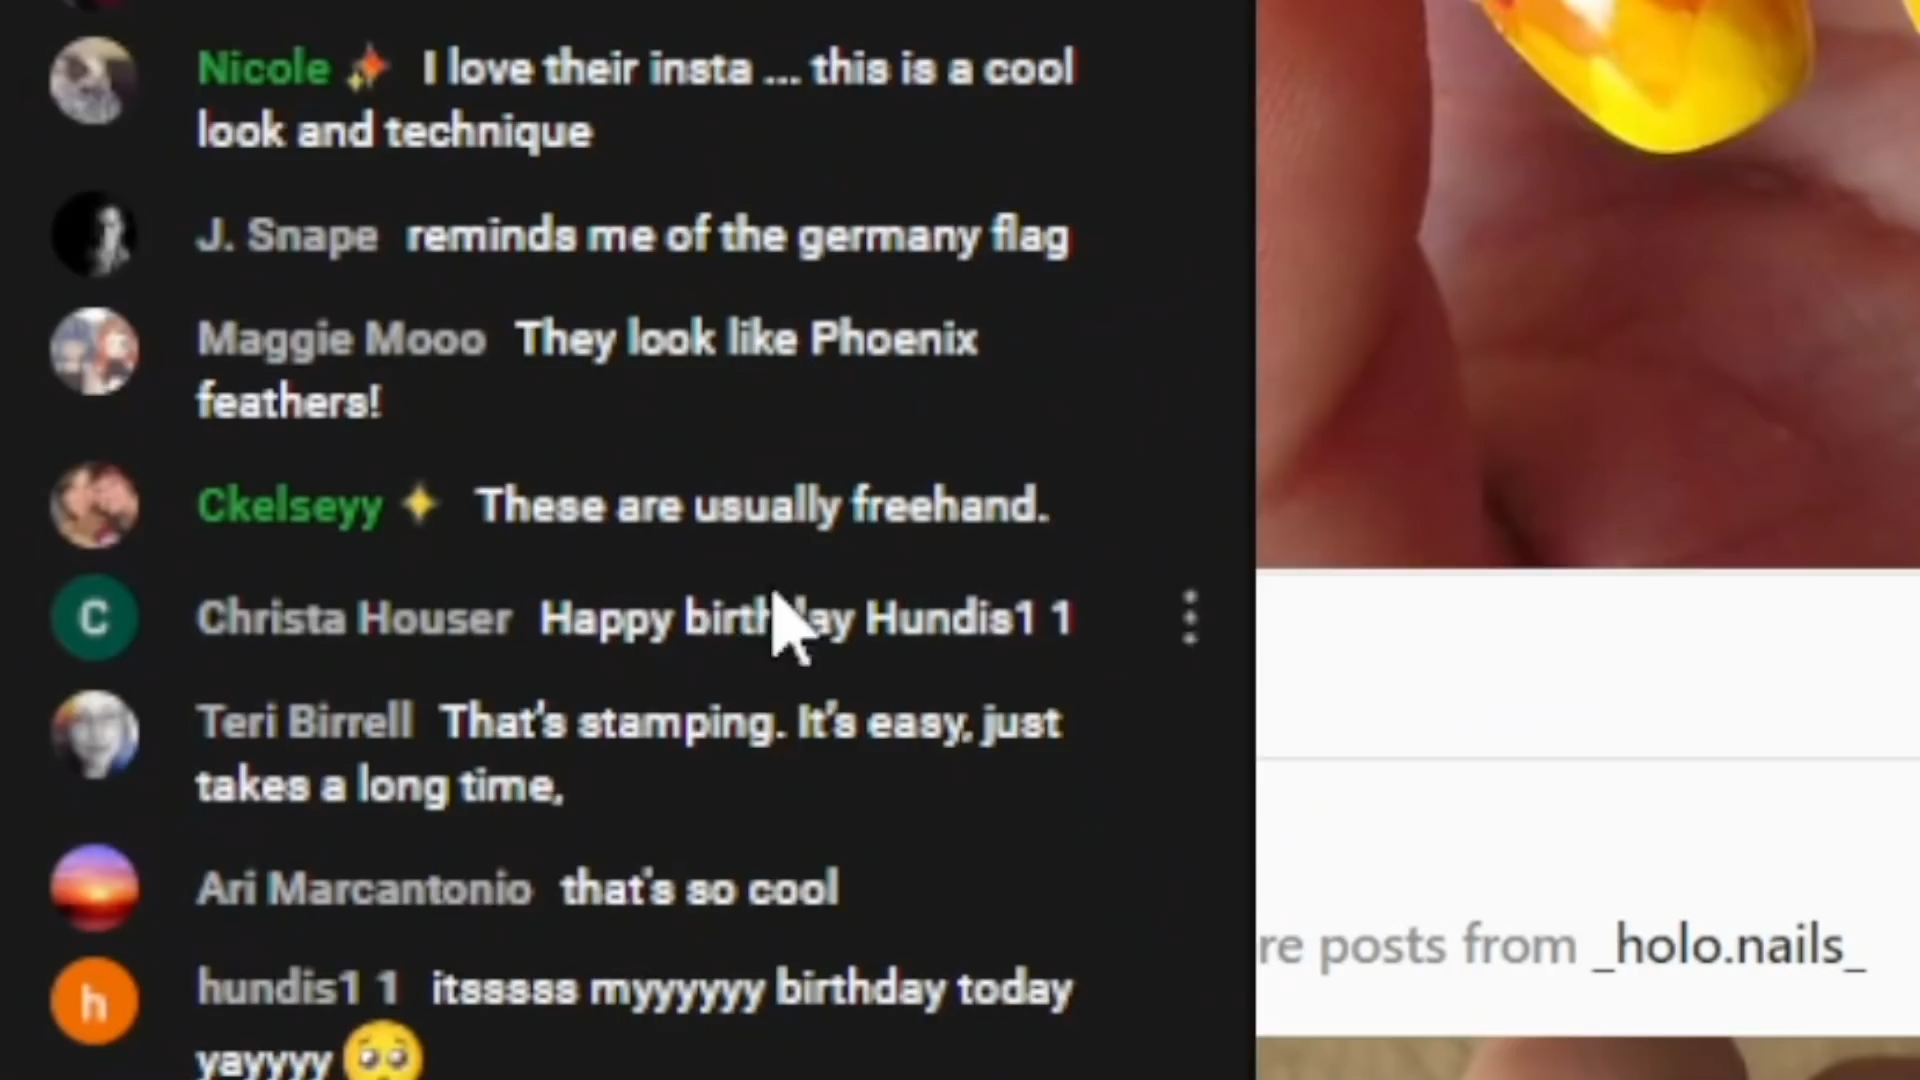 Nicole I love their insta ... this is a cool
look and technique
J. Snape reminds me of the germany flag
Maggie Mooo They look like Phoenix
feathers!
Ckelseyy These are usually freehand.
C Christa Houser Happy birthday Hundis1 1
Teri Birrell That's stamping. It's easy, just
takes a long time,
Ari Marcantonio that's so cool
re posts from _holo.nails_
h hundis1 1 itsssss myyyyyy birthday today
yayyyy 🥺